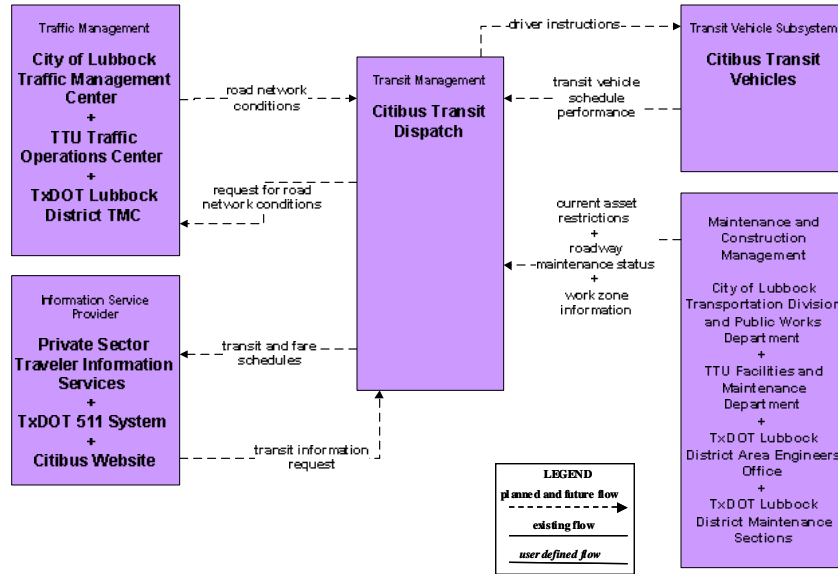 Traffic Management
City of Lubbock
Traffic Management
Center
+
TTU Traffic
Operations Center
+
TxDOT Lubbock
District TMC
road network
conditions
request for road
network conditions
Information Service
Provider
Private Sector
Traveler Information
Services
+
TxDOT 511 System
+
Citibus Website
transit and fare
schedules
transit information
request
Transit Management
Citibus Transit
Dispatch
driver instructions
transit vehicle
schedule
performance
current asset
restrictions
+
roadway
maintenance status
+
work zone
information
Transit Vehicle Subsystem
Citibus Transit
Vehicles
Maintenance and
Construction
Management
City of Lubbock
Transportation Division
and Public Works
Department
+
TTU Facilities and
Maintenance
Department
+
TxDOT Lubbock
District Area Engineers
Office
+
TxDOT Lubbock
District Maintenance
Sections
LEGEND
planned and future flow
existing flow
user defined flow